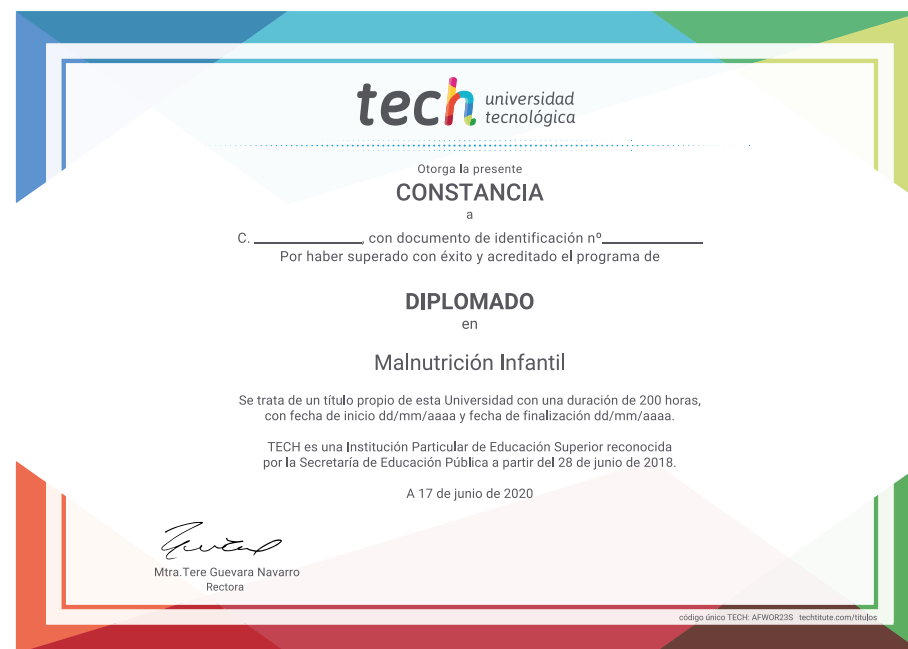 tech universidad
tecnológica
Otorga la presente
CONSTANCIA
a
C. ______________, con documento de identificación nº_____________
Por haber superado con éxito y acreditado el programa de
DIPLOMADO
en
Malnutrición Infantil
Se trata de un título propio de esta Universidad con una duración de 200 horas,
con fecha de inicio dd/mm/aaaa y fecha de finalización dd/mm/aaaa.
TECH es una Institución Particular de Educación Superior reconocida
por la Secretaría de Educación Pública a partir del 28 de junio de 2018.
A 17 de junio de 2020
Mtra.Tere Guevara Navarro
Rectora
código único TECH: AFWOR23S techtitute.com/titulos